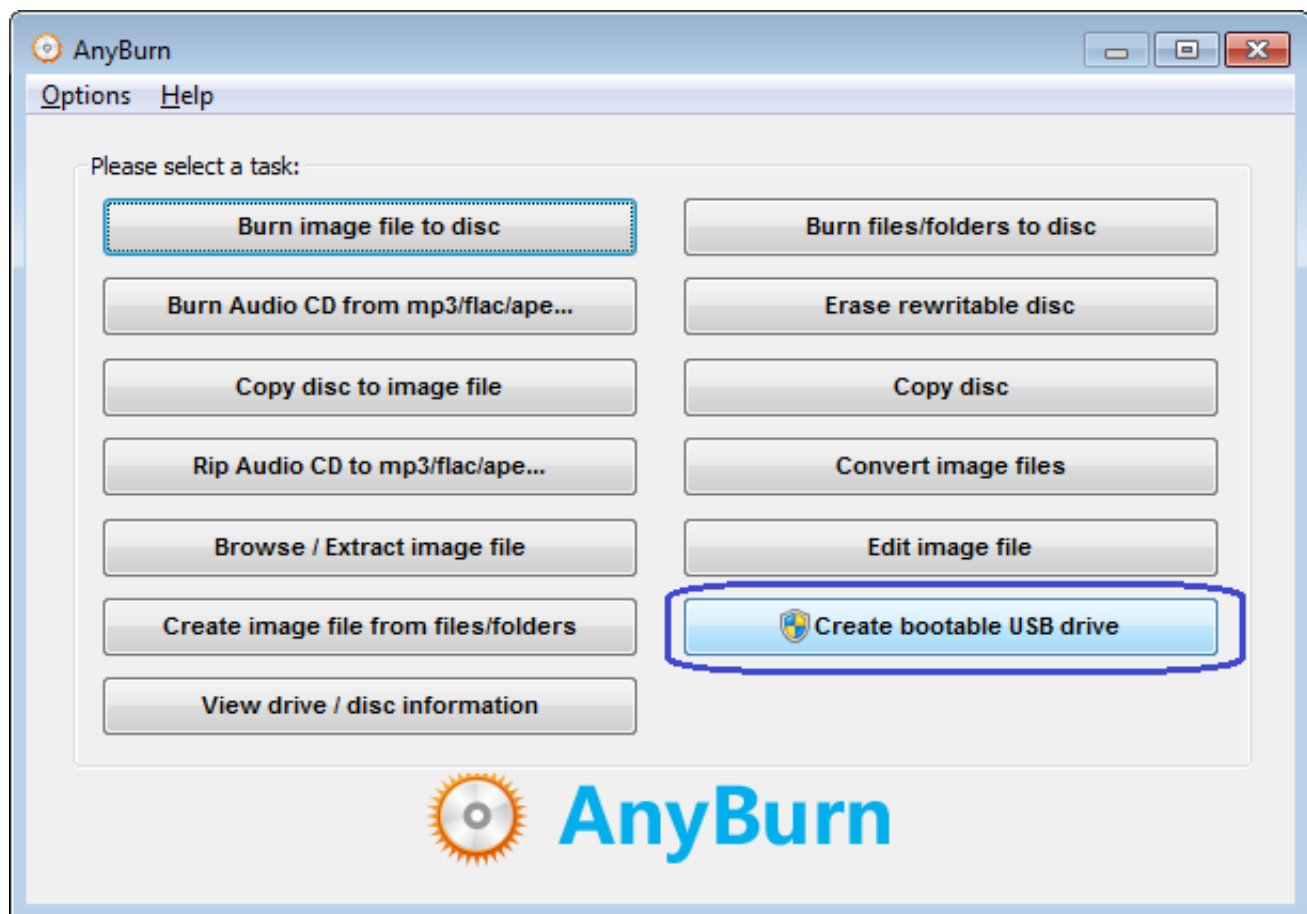 AnyBurn
Options Help
Please select a task:
Burn image file to disc
Burn files/folders to disc
Burn Audio CD from mp3/flac/ape...
Erase rewritable disc
Copy disc to image file
Copy disc
Rip Audio CD to mp3/flac/ape...
Convert image files
Browse / Extract image file
Edit image file
Create image file from files/folders
Create bootable USB drive
View drive / disc information
AnyBurn